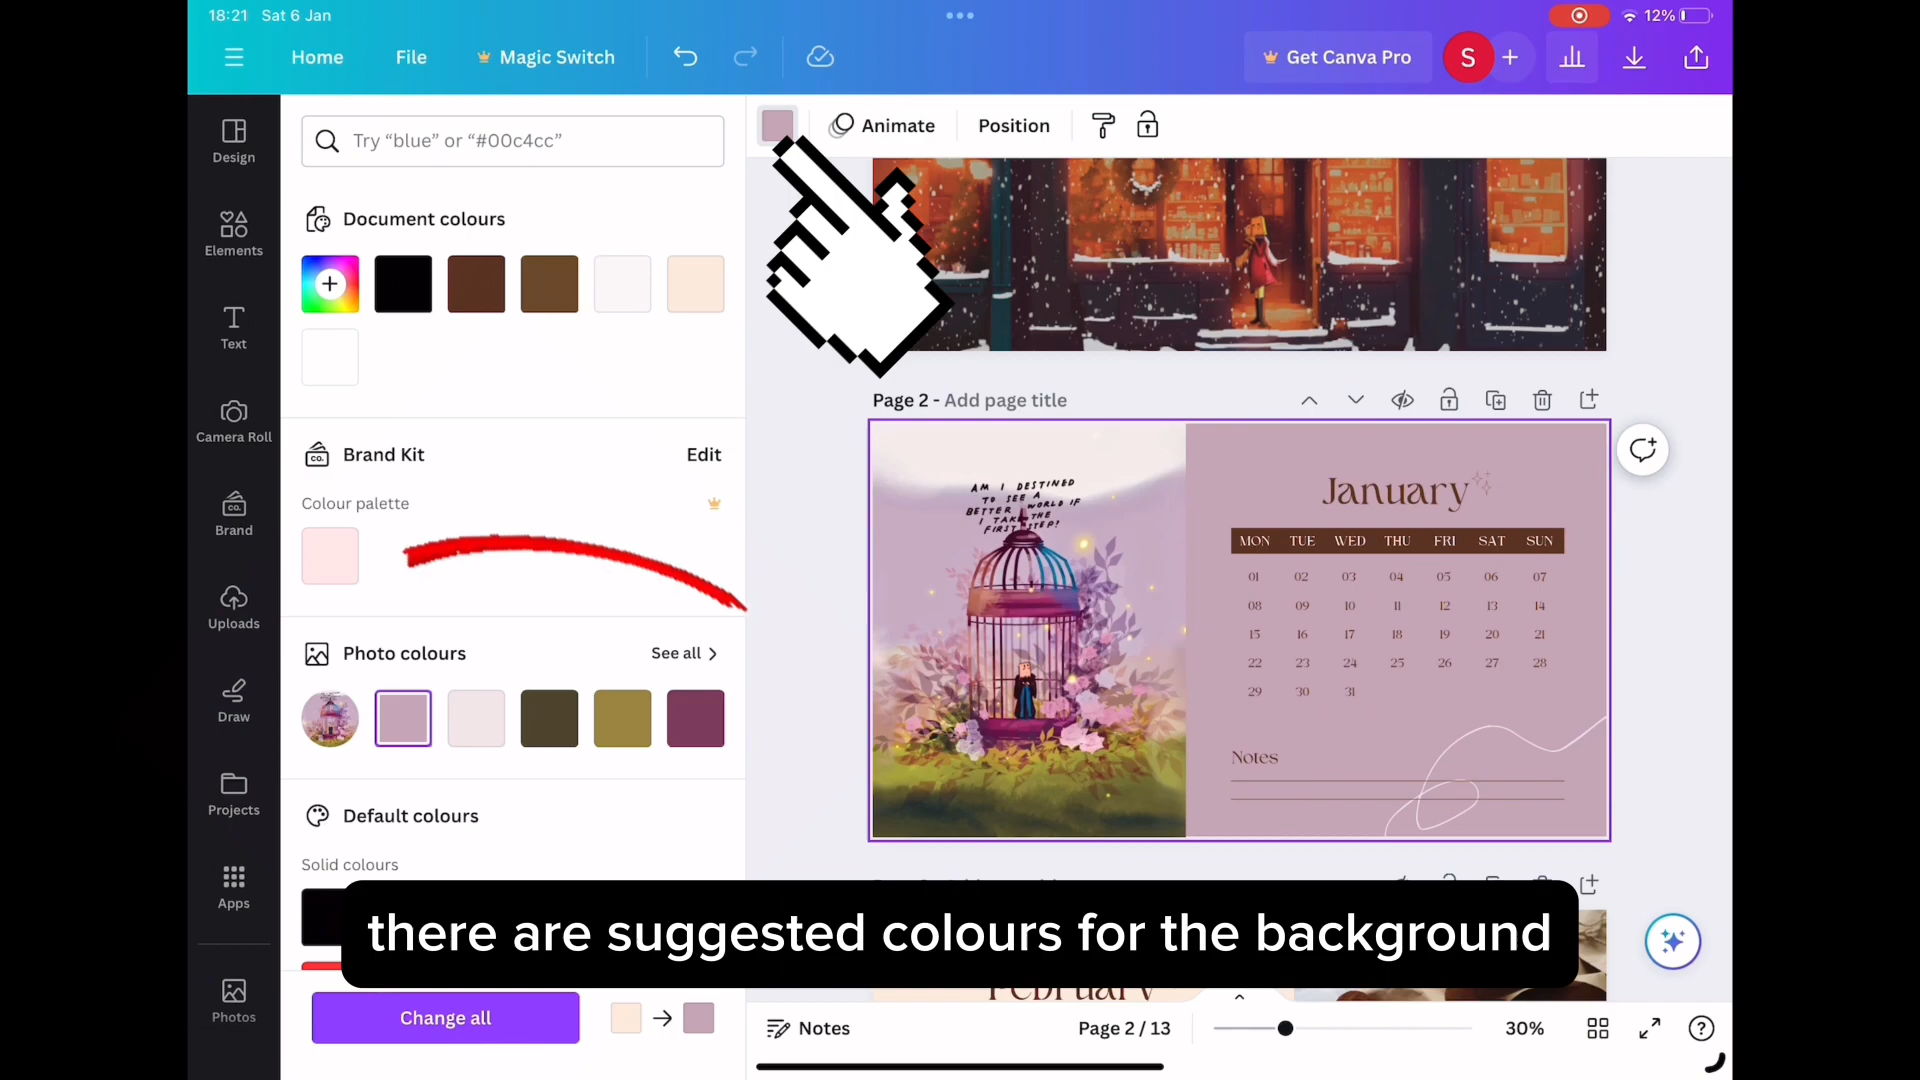 18:21 Sat 6 Jan
12%
Home File Magic Switch Get Canva Pro S
Design
Elements
Text
Camera Roll
CO.
Brand
Uploads
Draw
Projects
Apps
Photos
Try “blue” or “#00c4cc”
Document colours
CO. Brand Kit Edit
Colour palette
Photo colours See all
Default colours
Solid colours
Change all
Animate Position
Page 2 - Add page title
AM I DESTINED
TO SEE A
BETTER WORLD IF
I TAKE THE
FIRST STEP?
January
MON TUE WED THU FRI SAT SUN
01 02 03 04 05 06 07
08 09 10 11 12 13 14
15 16 17 18 19 20 21
22 23 24 25 26 27 28
29 30 31
Notes
there are suggested colours for the background
February
Notes Page 2 / 13 30%